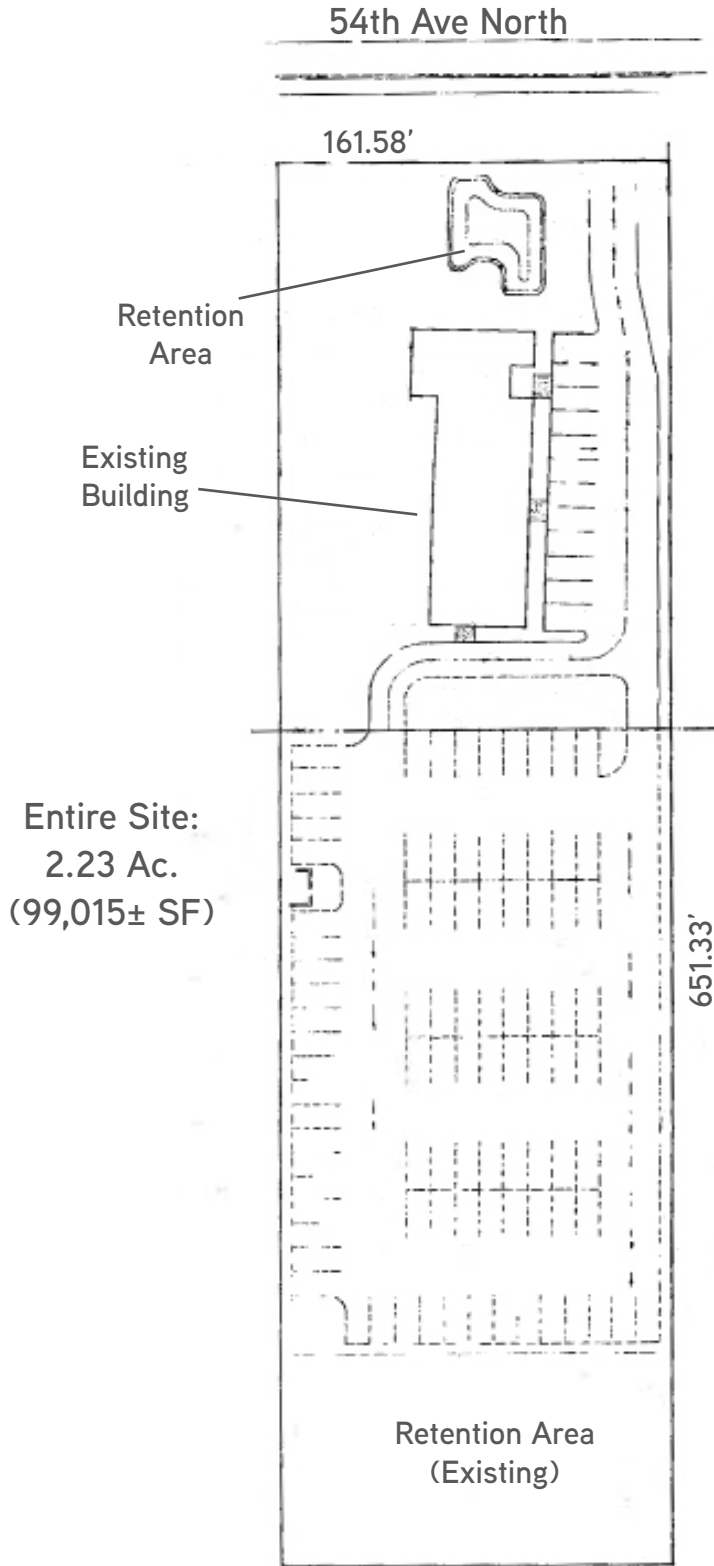 54th Ave North
161.58’
Retention
Area
Existing
Building
Entire Site:
2.23 Ac.
(99,015± SF)
651.33’
Retention Area
(Existing)